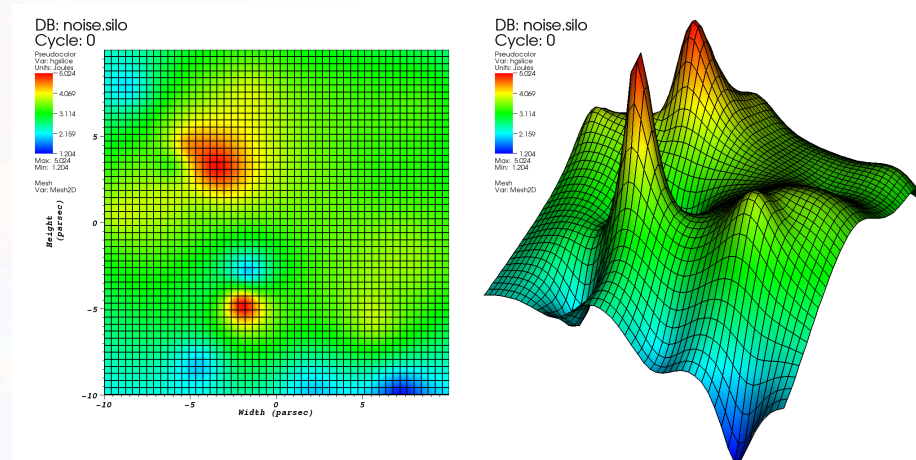 DB: noise.silo
Cycle: 0
Pseudocolor
Var: hgslice
Units: Joules
5.024
4.069
3.114
2.159
1.204
Max: 5.024
Min: 1.204
Mesh
Var: Mesh2D
Height
(parsec)
5
0
-5
-10
-10
-5
0
5
Width (parsec)
DB: noise.silo
Cycle: 0
Pseudocolor
Var: hgslice
Units: Joules
5.024
4.069
3.114
2.159
1.204
Max: 5.024
Min: 1.204
Mesh
Var: Mesh2D